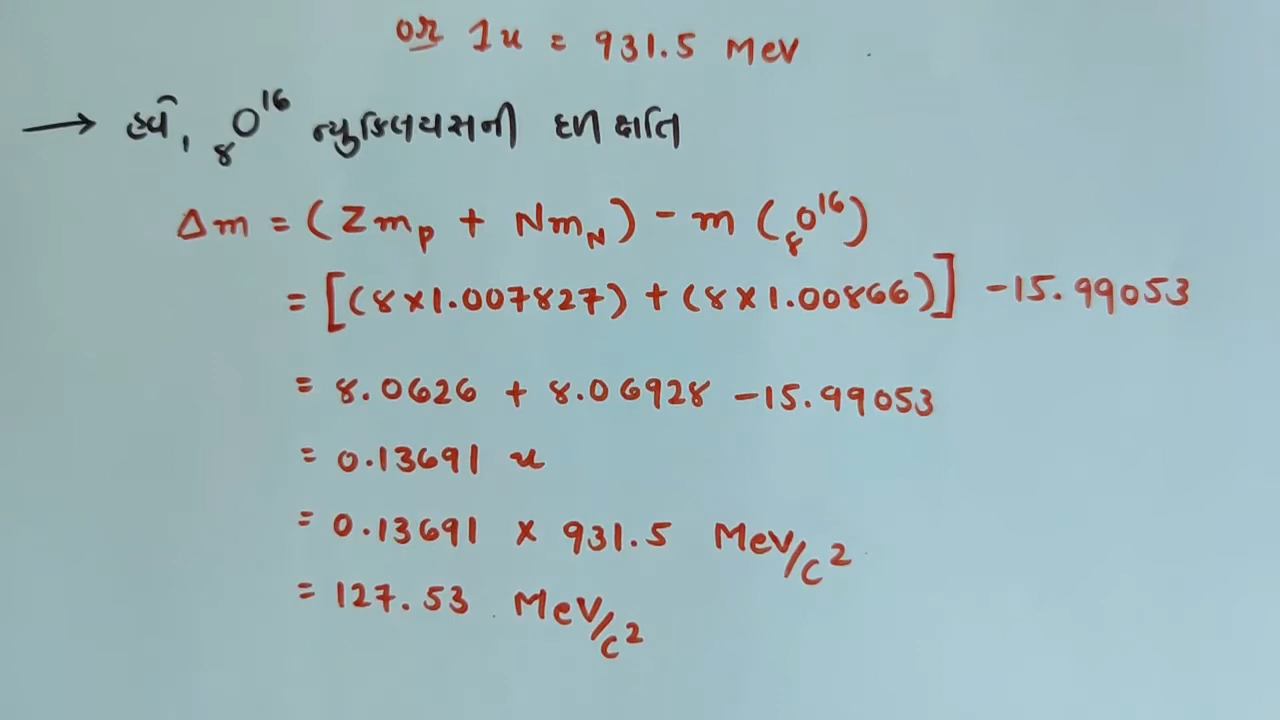 or 1u = 931.5 MeV
→ હવે, ₈O¹⁶ ન્યુક્લિયસની દળ ક્ષતિ
Δm = (Zm_P + Nm_N) - m (₈O¹⁶)
= [(8×1.007827) + (8×1.00866)] -15.99053
= 8.0626 + 8.06928 -15.99053
= 0.13691 u
= 0.13691 × 931.5 MeV/c²
= 127.53 MeV/c²